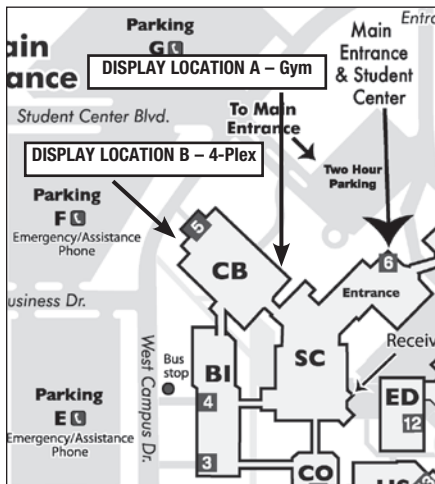 Parking
G
Entra
Main
Entrance
& Student
Center
ain
ance
DISPLAY LOCATION A – Gym
Student Center Blvd.
To Main
Entrance
DISPLAY LOCATION B – 4-Plex
Two Hour
Parking
Parking
F
Emergency/Assistance
Phone
5
CB
6
Entrance
usiness Dr.
West Campus Dr.
Bus
stop
BI
SC
Receiv
Parking
E
Emergency/Assistance
Phone
4
ED
12
3
CO